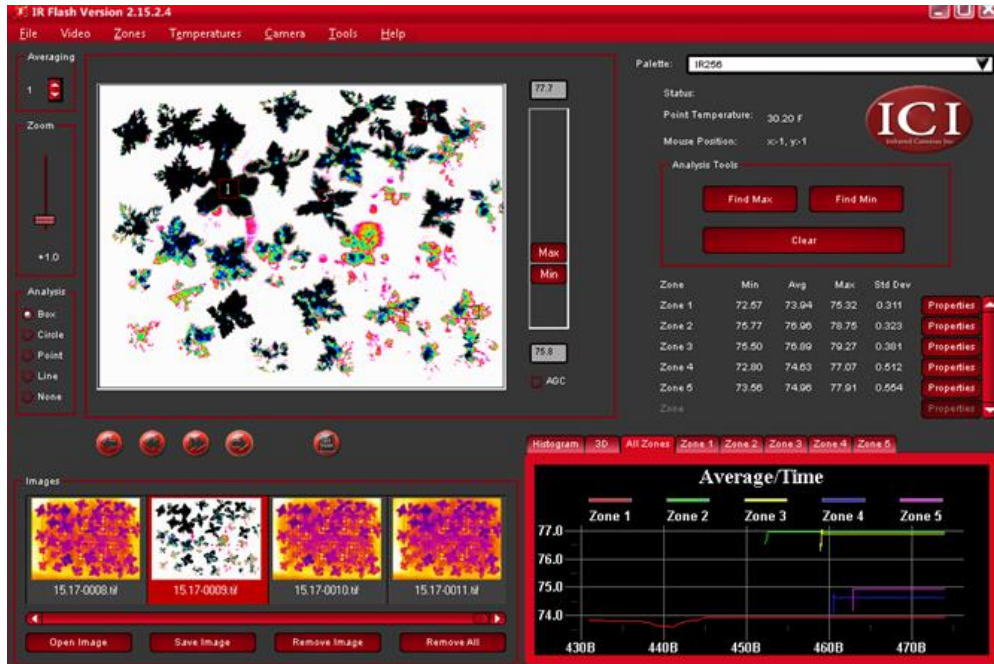 IR Flash Version 2.15.2.4
File Video Zones Temperatures Camera Tools Help
Averaging
1
Zoom
+1.0
Analysis
Box
Circle
Point
Line
None
1
77.7
Max
Min
75.8
AGC
Palette: IR256
Status:
Point Temperature: 30.20 F
Mouse Position: x:-1, y:-1
ICI
Infrared Cameras Inc
Analysis Tools
Find Max Find Min
Clear
Zone Min Avg Max Std Dev
Zone 1 72.57 73.94 75.32 0.311 Properties
Zone 2 75.77 76.96 78.75 0.323 Properties
Zone 3 75.50 76.89 79.27 0.381 Properties
Zone 4 72.80 74.63 77.07 0.512 Properties
Zone 5 73.56 74.96 77.91 0.554 Properties
Zone Properties
Images
15.17-0008.tif 15.17-0009.tif 15.17-0010.tif 15.17-0011.tif
Open Image Save Image Remove Image Remove All
Histogram 3D All Zones Zone 1 Zone 2 Zone 3 Zone 4 Zone 5
Average/Time
Zone 1 Zone 2 Zone 3 Zone 4 Zone 5
77.0
76.0
75.0
74.0
430B 440B 450B 460B 470B